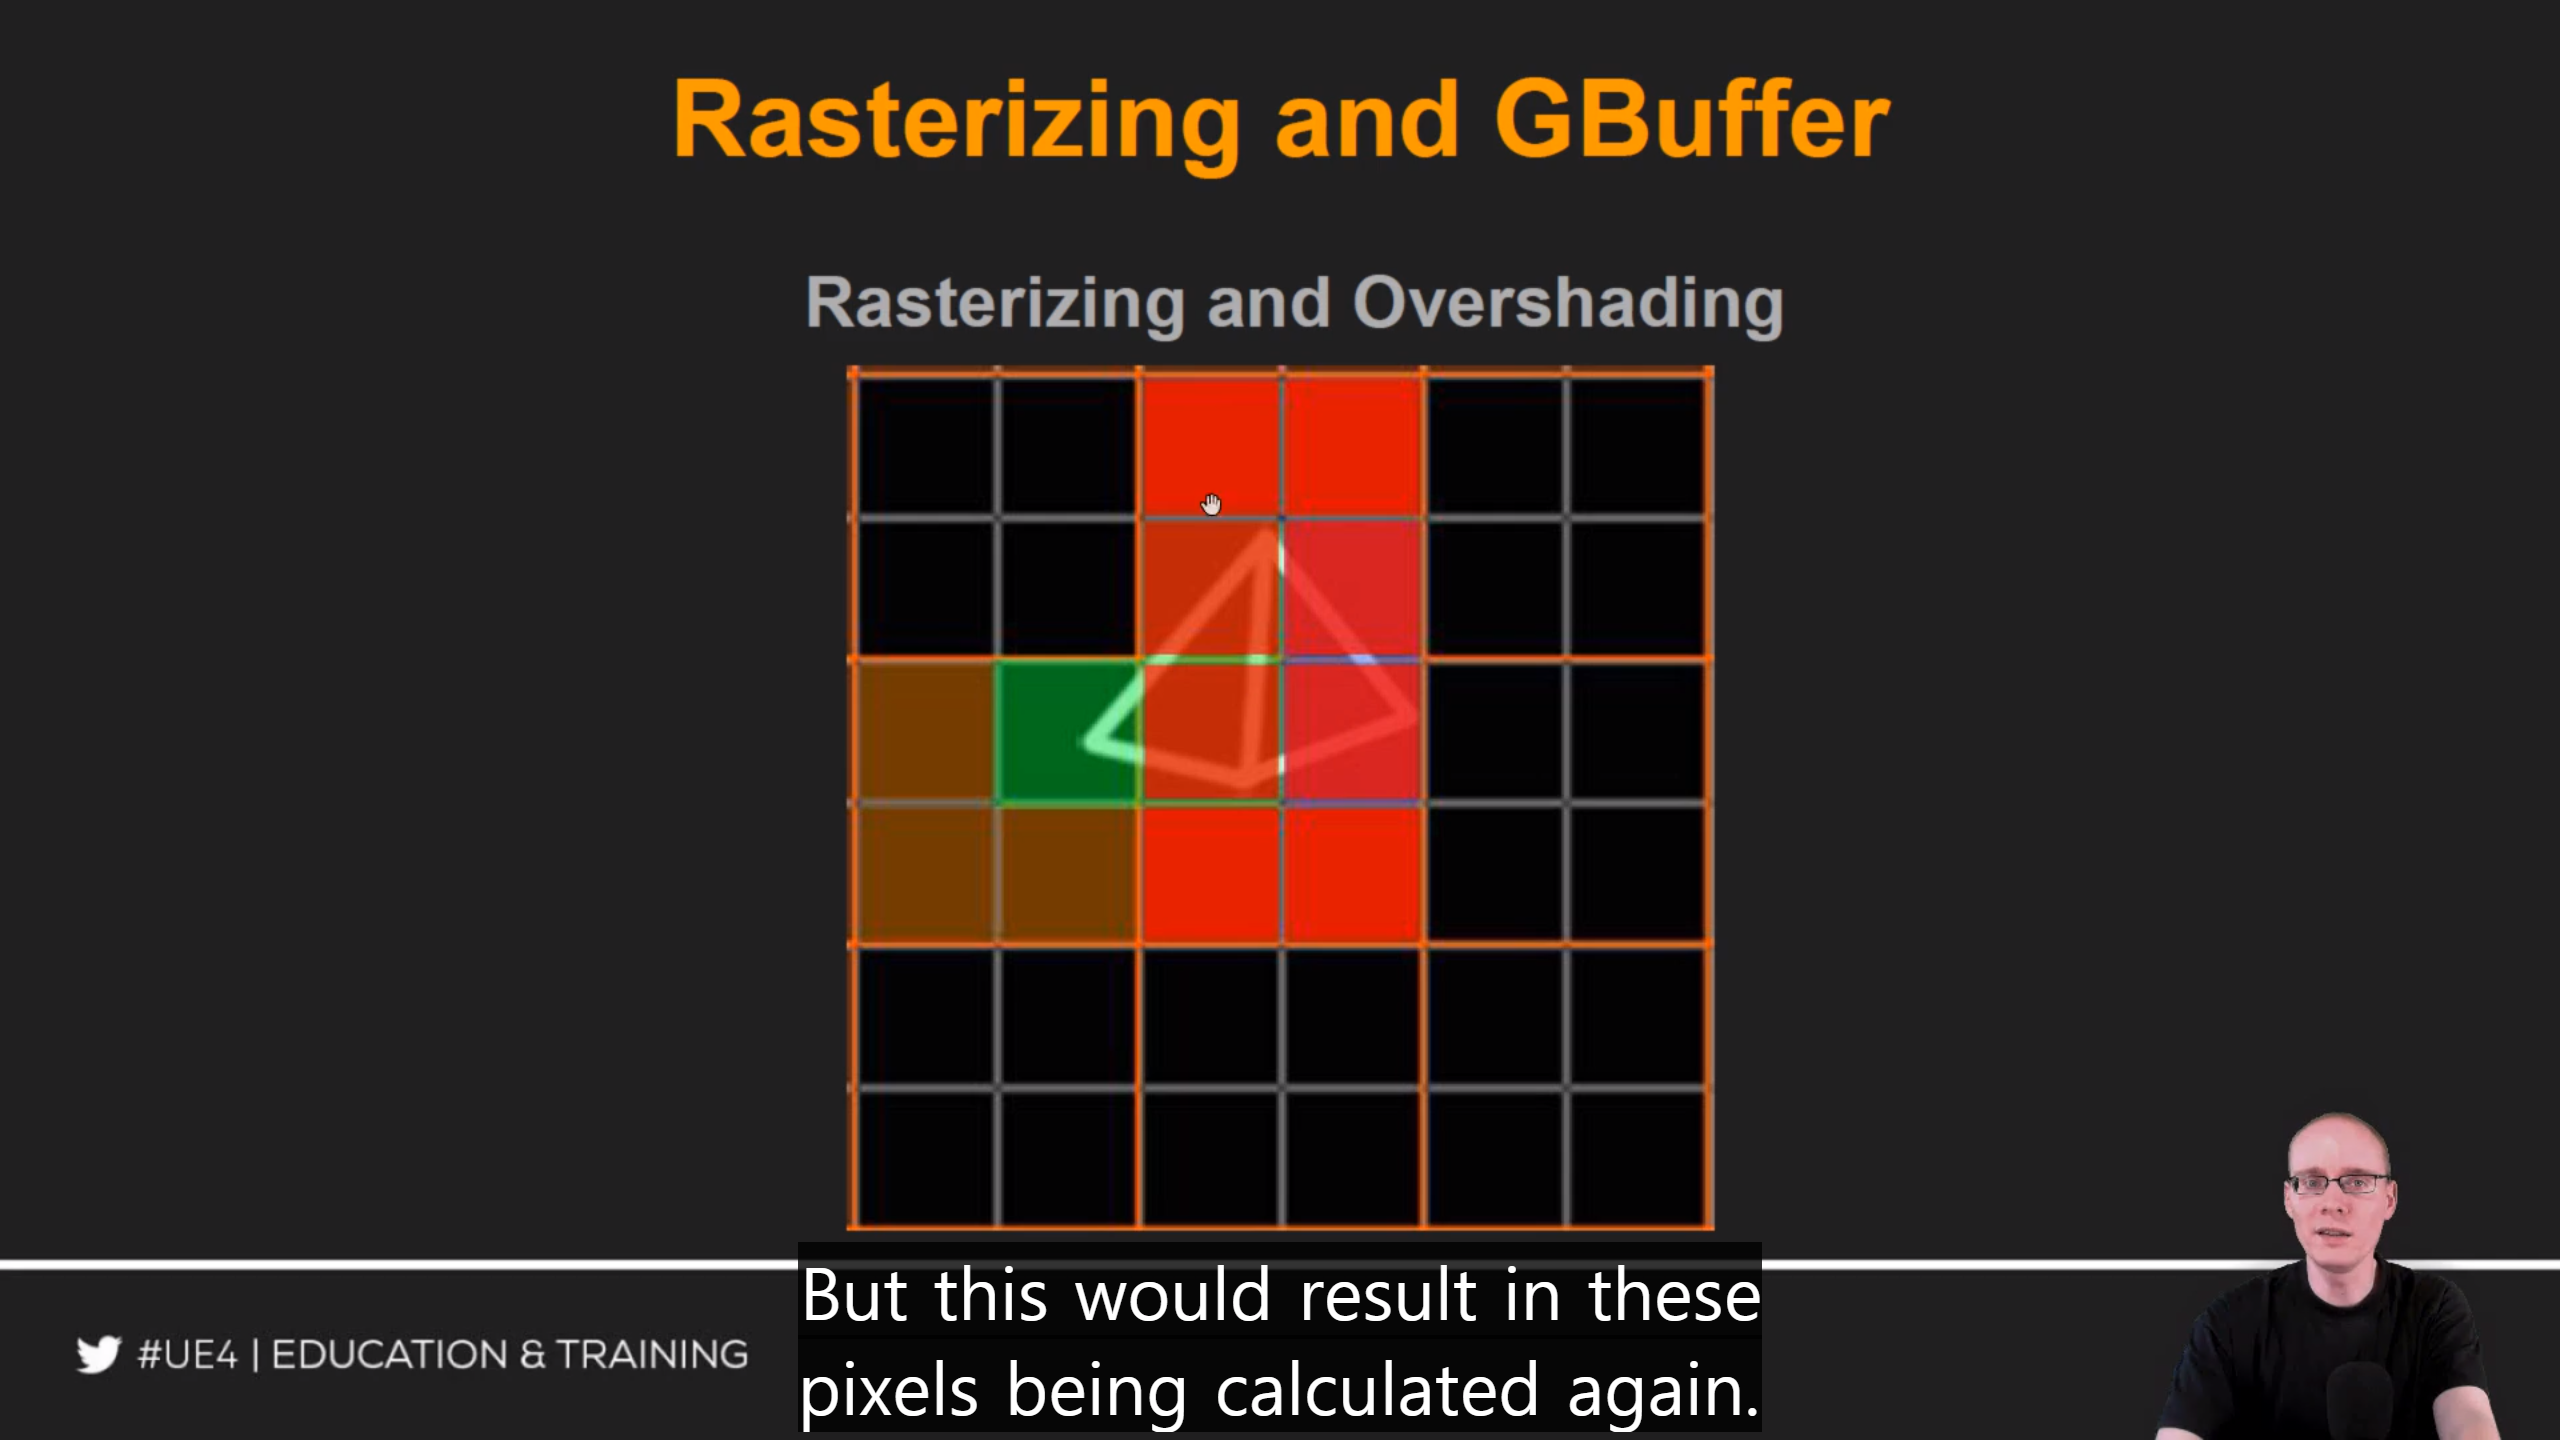 Rasterizing and GBuffer
Rasterizing and Overshading
But this would result in these
pixels being calculated again.
#UE4 | EDUCATION & TRAINING